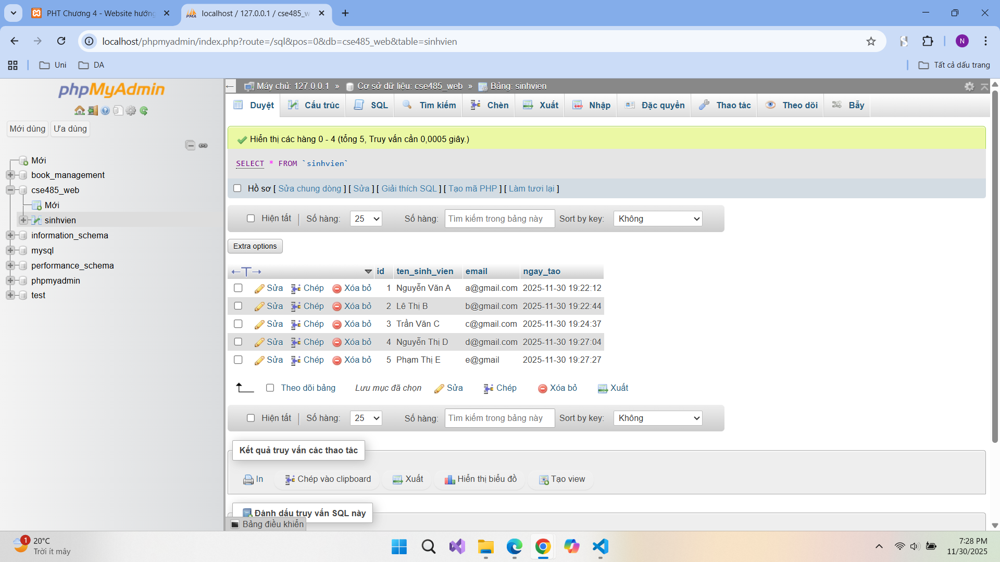 PHT Chương 4 - Website hướng
localhost / 127.0.0.1 / cse485_w
localhost/phpmyadmin/index.php?route=/sql&pos=0&db=cse485_web&table=sinhvien
N
Uni
DA
Tất cả dấu trang
phpMyAdmin
Mới dùng
Ưa dùng
Mới
book_management
cse485_web
Mới
sinhvien
information_schema
mysql
performance_schema
phpmyadmin
test
Máy chủ: 127.0.0.1 » Cơ sở dữ liệu: cse485_web » Bảng: sinhvien
Duyệt Cấu trúc SQL Tìm kiếm Chèn Xuất Nhập Đặc quyền Thao tác Theo dõi Bẫy
Hiển thị các hàng 0 - 4 (tổng 5, Truy vấn cần 0,0005 giây.)
SELECT * FROM `sinhvien`
Hồ sơ [ Sửa chung dòng ] [ Sửa ] [ Giải thích SQL ] [ Tạo mã PHP ] [ Làm tươi lại ]
Hiện tất Số hàng: 25 Số hàng: Tìm kiếm trong bảng này Sort by key: Không
Extra options
←T→ id ten_sinh_vien email ngay_tao
Sửa Chép Xóa bỏ 1 Nguyễn Văn A a@gmail.com 2025-11-30 19:22:12
Sửa Chép Xóa bỏ 2 Lê Thị B b@gmail.com 2025-11-30 19:22:44
Sửa Chép Xóa bỏ 3 Trần Văn C c@gmail.com 2025-11-30 19:24:37
Sửa Chép Xóa bỏ 4 Nguyễn Thị D d@gmail.com 2025-11-30 19:27:04
Sửa Chép Xóa bỏ 5 Phạm Thị E e@gmail 2025-11-30 19:27:27
Theo dõi bảng Lưu mục đã chọn Sửa Chép Xóa bỏ Xuất
Hiện tất Số hàng: 25 Số hàng: Tìm kiếm trong bảng này Sort by key: Không
Kết quả truy vấn các thao tác
In Chép vào clipboard Xuất Hiển thị biểu đồ Tạo view
Đánh dấu truy vấn SQL này
Bảng điều khiển
1
20°C
Trời ít mây
7:28 PM
11/30/2025